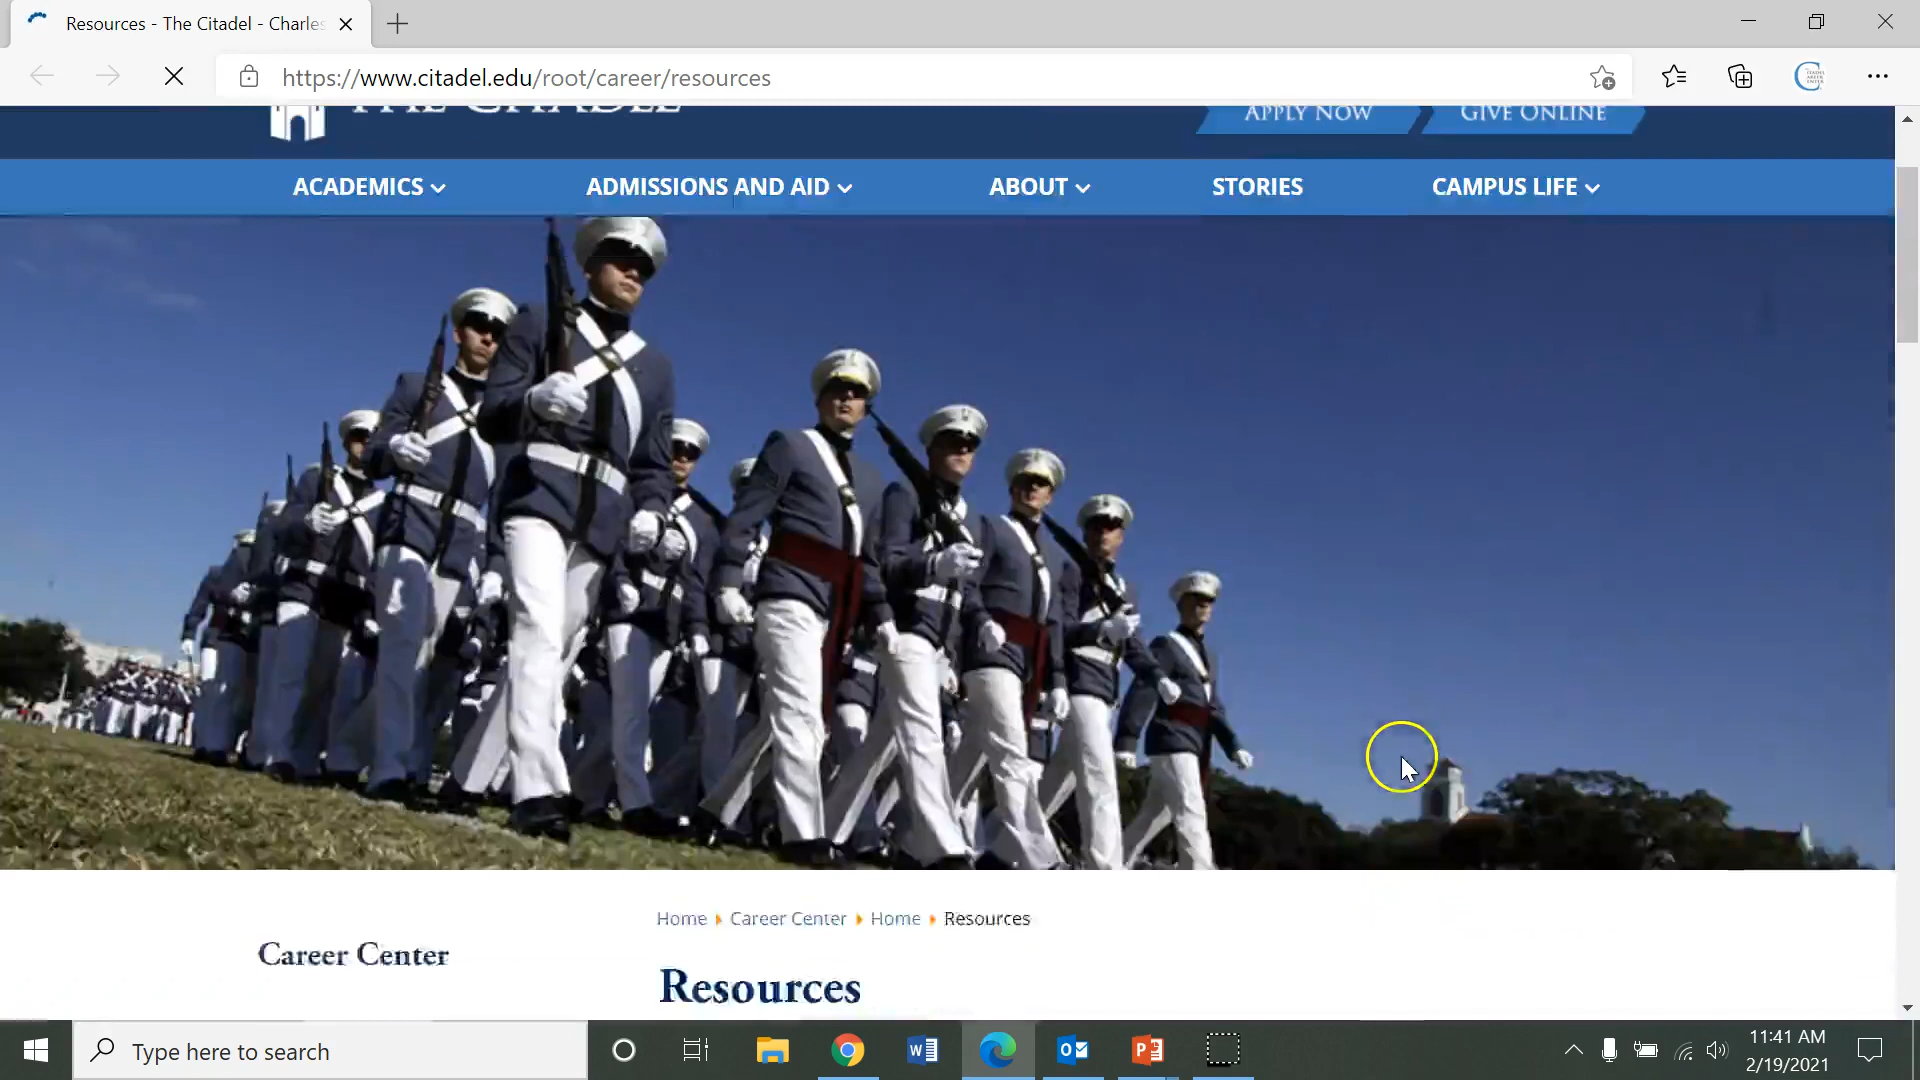 Resources - The Citadel - Charles
https://www.citadel.edu/root/career/resources
THE CITADEL
APPLY NOW
GIVE ONLINE
ACADEMICS
ADMISSIONS AND AID
ABOUT
STORIES
CAMPUS LIFE
Home Career Center Home Resources
Career Center
Resources
Type here to search
11:41 AM
2/19/2021